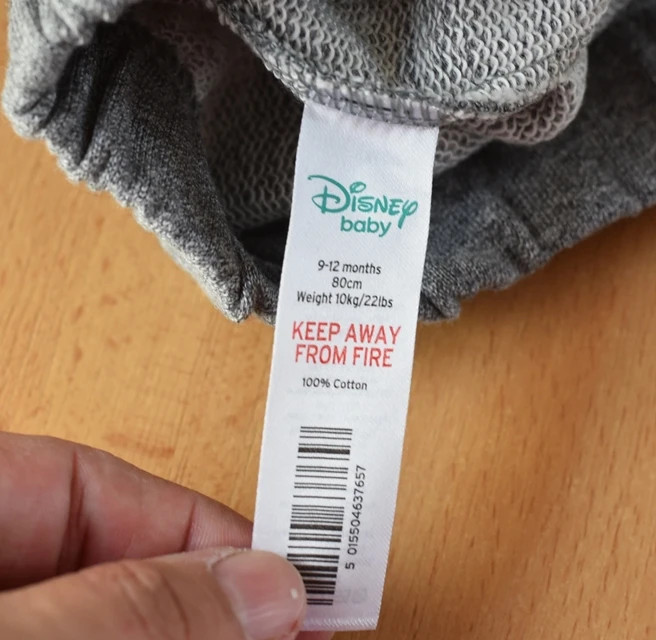 Disney
baby
9-12 months
80cm
Weight 10kg/22lbs
KEEP AWAY
FROM FIRE
100% Cotton
5 015504637657